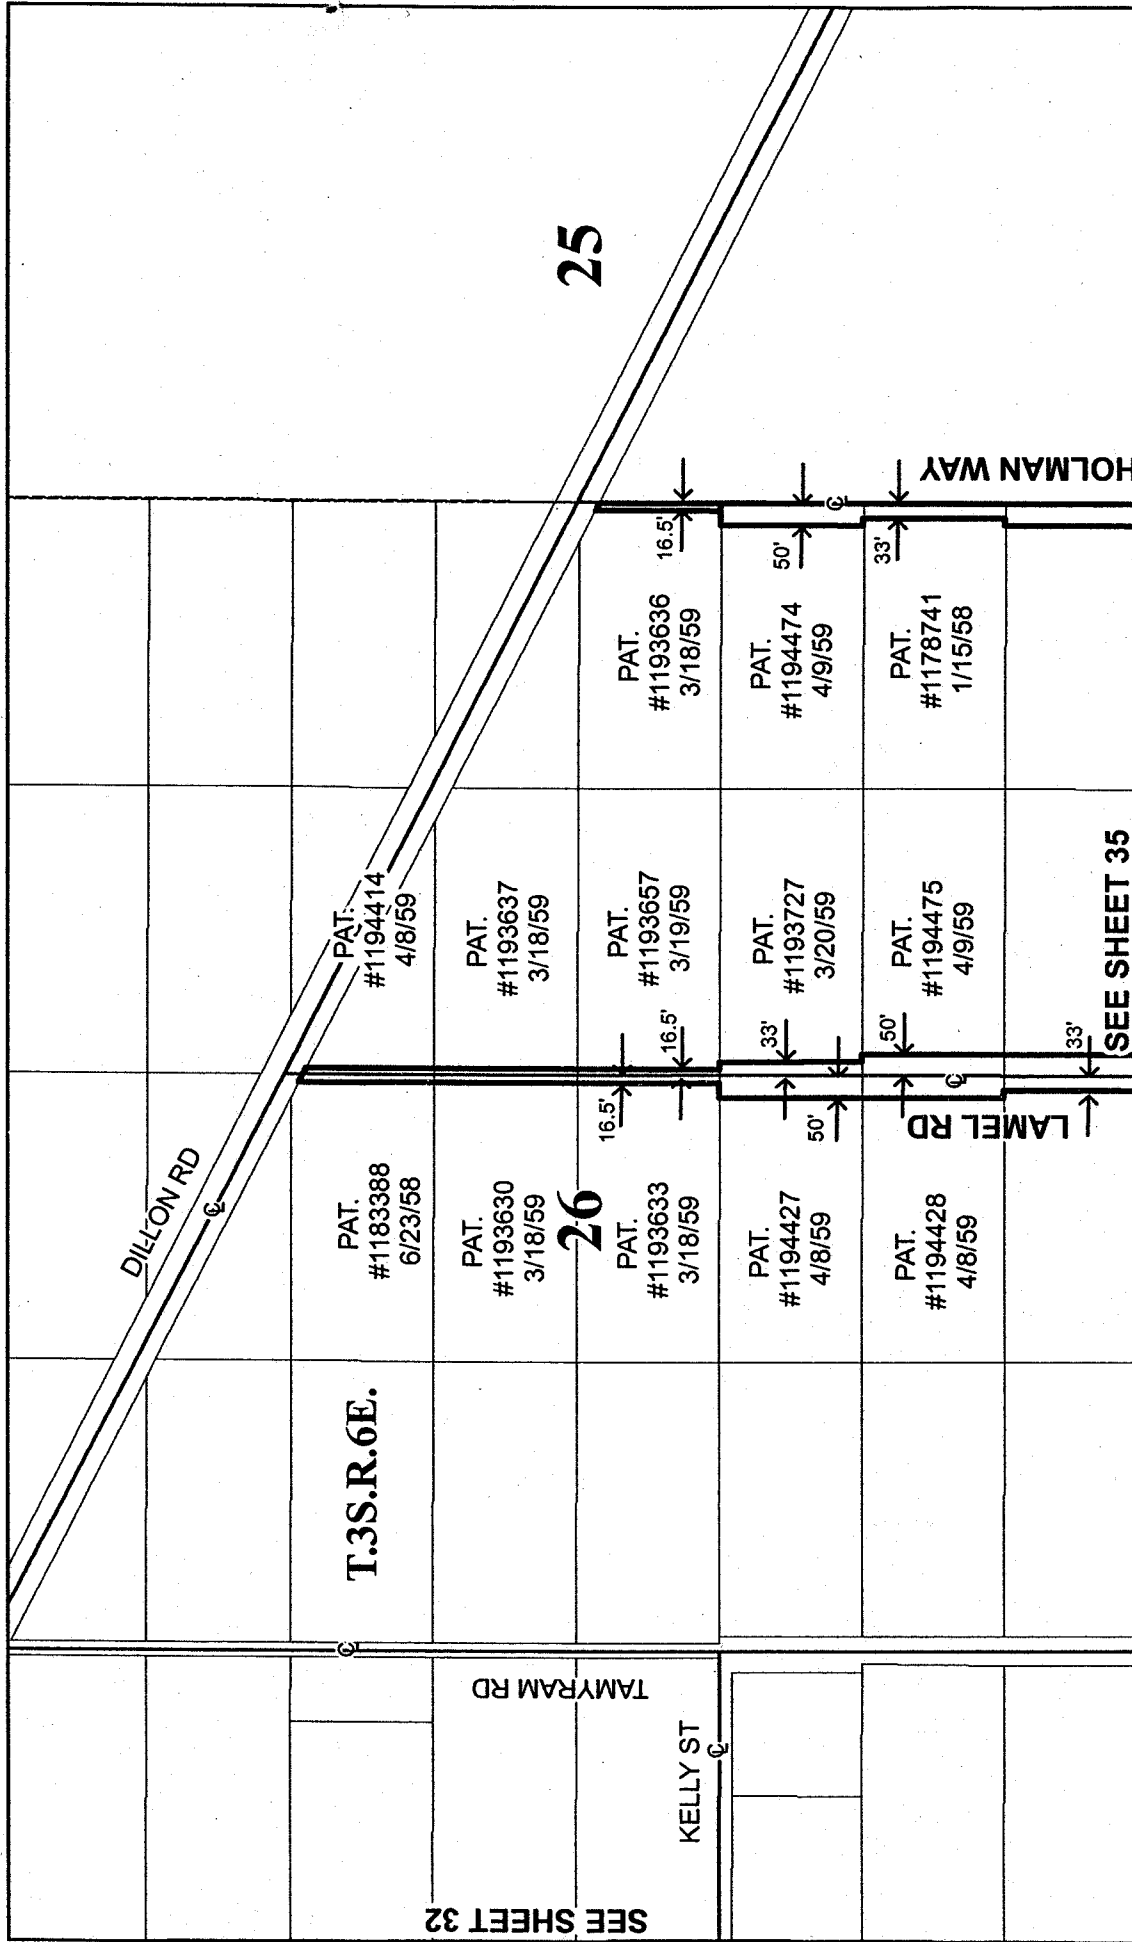 DILLON RD
℄
25
T.3S.R.6E.
26
PAT.
#1183388
6/23/58
PAT.
#1194414
4/8/59
PAT.
#1193630
3/18/59
PAT.
#1193637
3/18/59
PAT.
#1193633
3/18/59
PAT.
#1193657
3/19/59
PAT.
#1193636
3/18/59
16.5'
16.5'
16.5'
PAT.
#1194427
4/8/59
PAT.
#1193727
3/20/59
PAT.
#1194474
4/9/59
50'
33'
50'
PAT.
#1194428
4/8/59
PAT.
#1194475
4/9/59
PAT.
#1178741
1/15/58
50'
33'
33'
℄
TAMYRAM RD
KELLY ST
℄
LAMEL RD
℄
HOLMAN WAY
℄
SEE SHEET 32
SEE SHEET 35